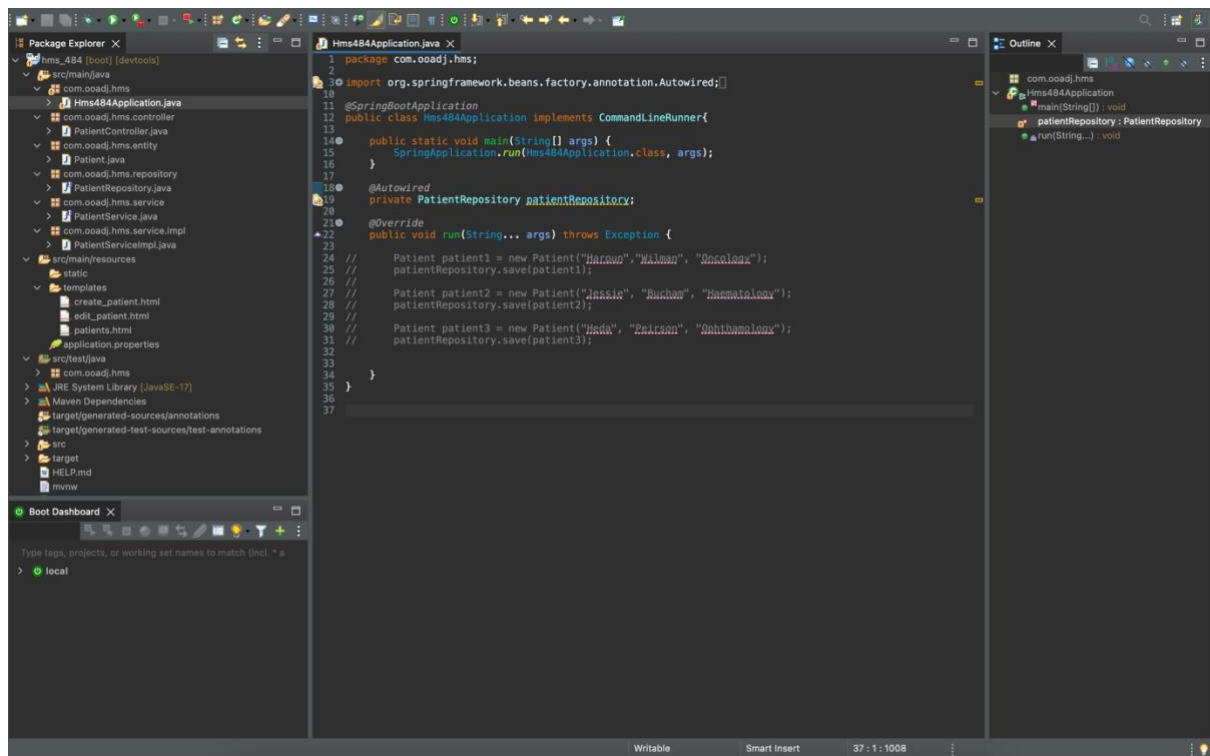 Package Explorer
hms_484 [boot] [devtools]
src/main/java
com.ooadj.hms
Hms484Application.java
com.ooadj.hms.controller
PatientController.java
com.ooadj.hms.entity
Patient.java
com.ooadj.hms.repository
PatientRepository.java
com.ooadj.hms.service
PatientService.java
com.ooadj.hms.service.impl
PatientServiceImpl.java
src/main/resources
static
templates
create_patient.html
edit_patient.html
patients.html
application.properties
src/test/java
com.ooadj.hms
JRE System Library [JavaSE-17]
Maven Dependencies
target/generated-sources/annotations
target/generated-test-sources/test-annotations
src
target
HELP.md
mvnw
Boot Dashboard
Type tags, projects, or working set names to match (incl. * a
local
Hms484Application.java
1 package com.ooadj.hms;
2
3 import org.springframework.beans.factory.annotation.Autowired;
10
11 @SpringBootApplication
12 public class Hms484Application implements CommandLineRunner{
13
14 public static void main(String[] args) {
15 SpringApplication.run(Hms484Application.class, args);
16 }
17
18 @Autowired
19 private PatientRepository patientRepository;
20
21 @Override
22 public void run(String... args) throws Exception {
23
24 // Patient patient1 = new Patient("Haroun","Wilman", "Oncology");
25 // patientRepository.save(patient1);
26 //
27 // Patient patient2 = new Patient("Jessie", "Bucham", "Haematology");
28 // patientRepository.save(patient2);
29 //
30 // Patient patient3 = new Patient("Heda", "Peirson", "Ophthamology");
31 // patientRepository.save(patient3);
32
33
34 }
35 }
36
37
Outline
com.ooadj.hms
Hms484Application
main(String[]) : void
patientRepository : PatientRepository
run(String...) : void
Writable
Smart Insert
37 : 1 : 1008